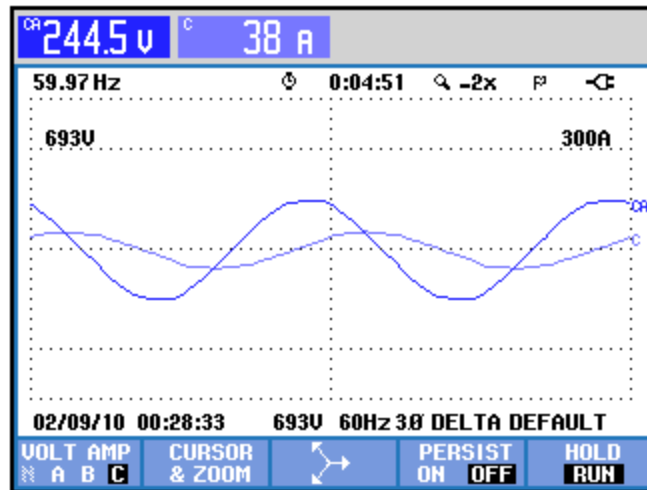 CA 244.5 V C 38 A
59.97 Hz 0:04:51 -2x
693V 300A
CA
C
02/09/10 00:28:33 693V 60Hz 3Ø DELTA DEFAULT
VOLT AMP CURSOR PERSIST HOLD
N A B C & ZOOM ON OFF RUN